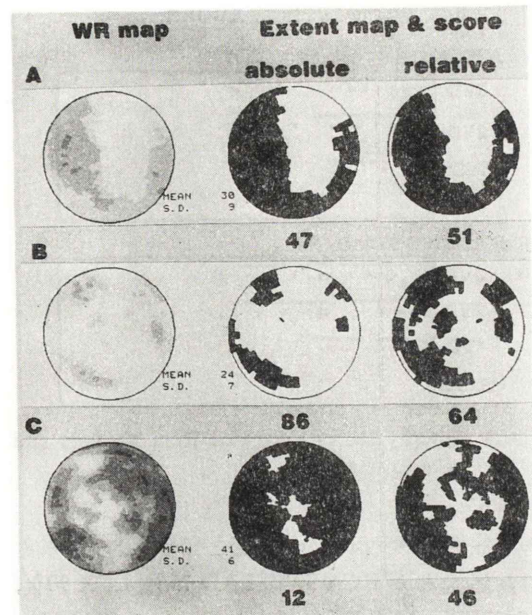 WR map Extent map & score
absolute relative
A
MEAN 30
S.D. 9
47 51
B
MEAN 24
S.D. 7
86 64
C
MEAN 41
S.D. 6
12 46